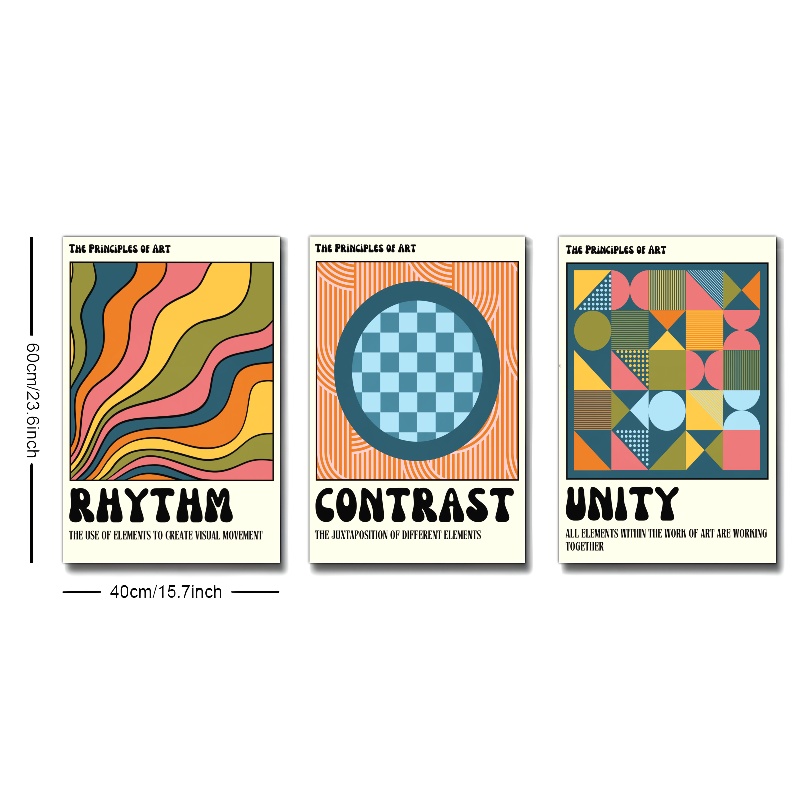 The Principles of Art
RHYTHM
THE USE OF ELEMENTS TO CREATE VISUAL MOVEMENT
The Principles of Art
CONTRAST
THE JUXTAPOSITION OF DIFFERENT ELEMENTS
The Principles of Art
UNITY
ALL ELEMENTS WITHIN THE WORK OF ART ARE WORKING
TOGETHER
60cm/23.6inch
40cm/15.7inch